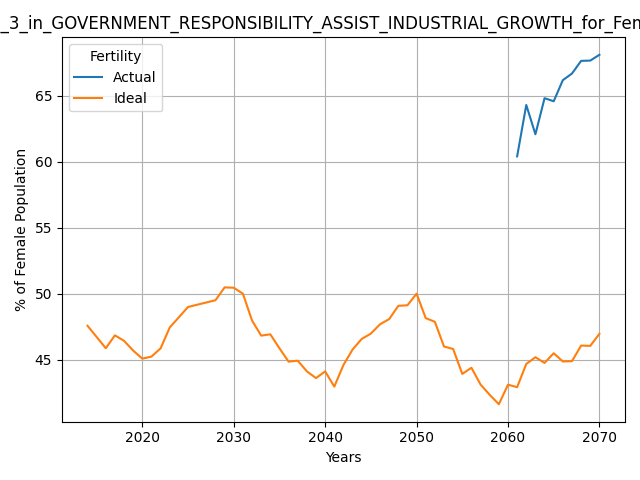 _3_in_GOVERNMENT_RESPONSIBILITY_ASSIST_INDUSTRIAL_GROWTH_for_Fem
Fertility
Actual
Ideal
% of Female Population
65
60
55
50
45
2020 2030 2040 2050 2060 2070
Years